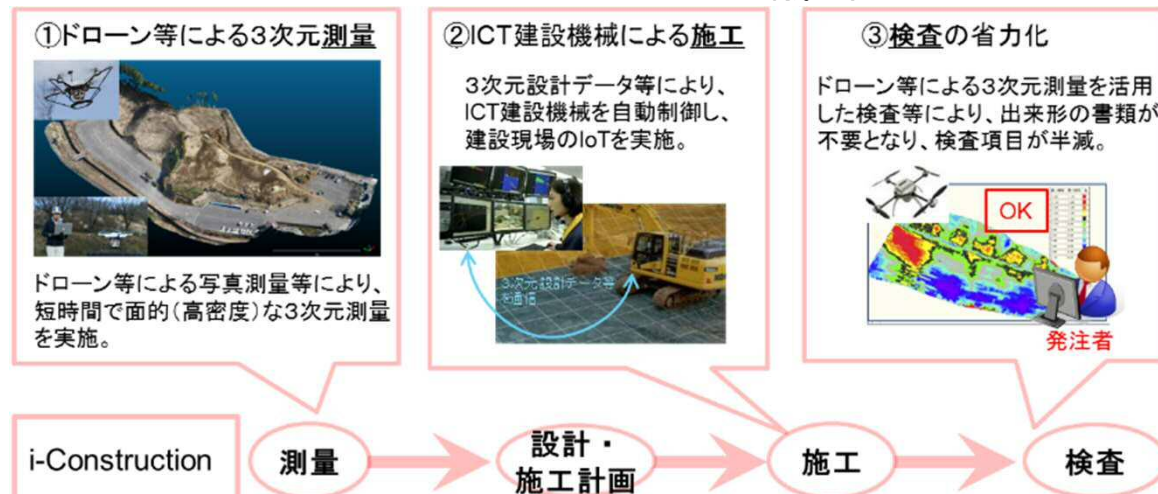 ①ドローン等による3次元測量
ドローン等による写真測量等により、
短時間で面的(高密度)な3次元測量
を実施。
②ICT建設機械による施工
3次元設計データ等により、
ICT建設機械を自動制御し、
建設現場のIoTを実施。
3次元設計データ等
を通信
③検査の省力化
ドローン等による3次元測量を活用
した検査等により、出来形の書類が
不要となり、検査項目が半減。
OK
発注者
i-Construction
測量
設計・
施工計画
施工
検査